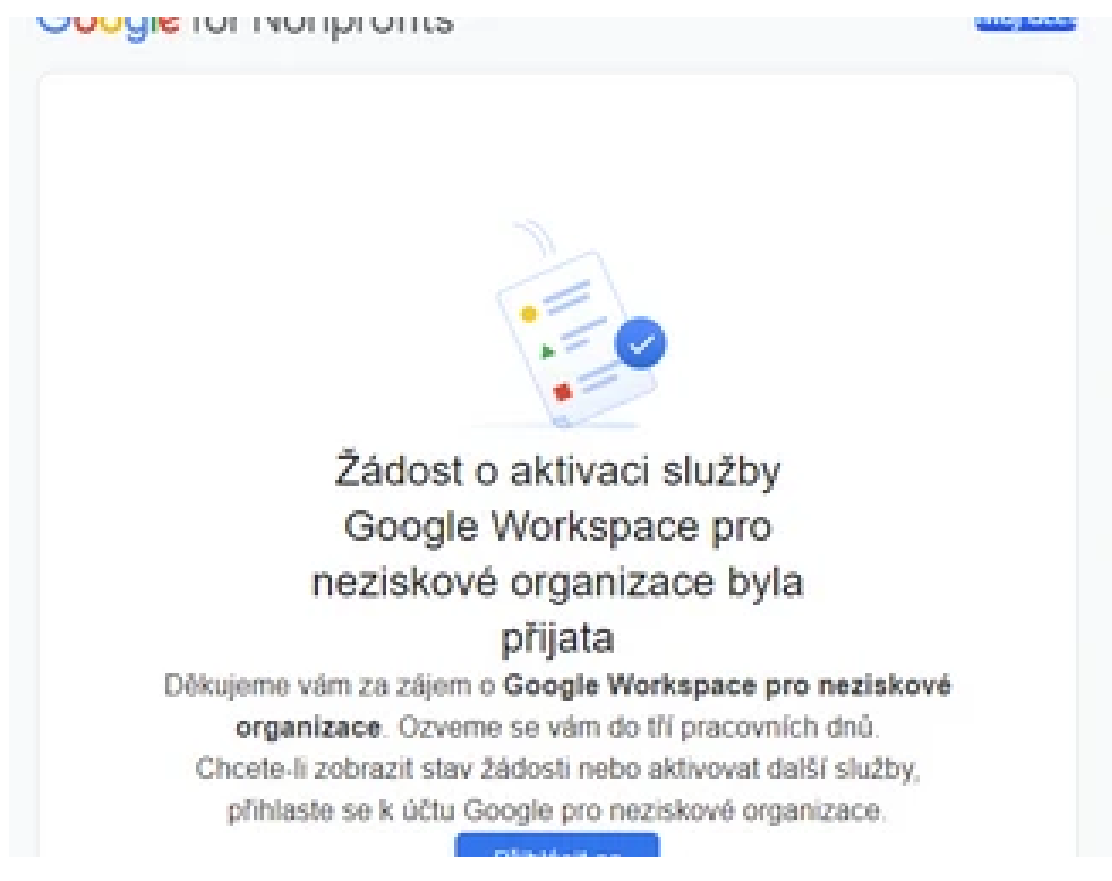 Google for Nonprofits
Žádost o aktivaci služby
Google Workspace pro
neziskové organizace byla
přijata
Děkujeme vám za zájem o Google Workspace pro neziskové
organizace. Ozveme se vám do tří pracovních dnů.
Chcete-li zobrazit stav žádosti nebo aktivovat další služby,
přihlaste se k účtu Google pro neziskové organizace.